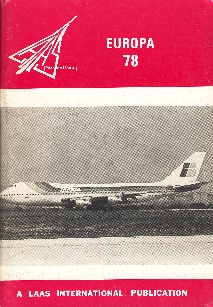 EUROPA
78
A LAAS INTERNATIONAL PUBLICATION